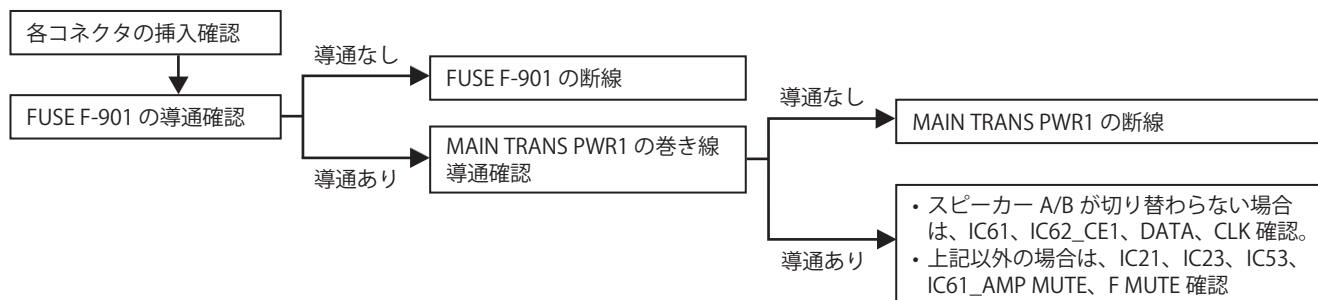 各コネクタの挿入確認
FUSE F-901 の導通確認
導通なし
導通あり
FUSE F-901 の断線
MAIN TRANS PWR1 の巻き線
導通確認
導通なし
導通あり
MAIN TRANS PWR1 の断線
・スピーカー A/B が切り替わらない場合
は、IC61、IC62_CE1、DATA、CLK 確認。
・上記以外の場合は、IC21、IC23、IC53、
IC61_AMP MUTE、F MUTE 確認